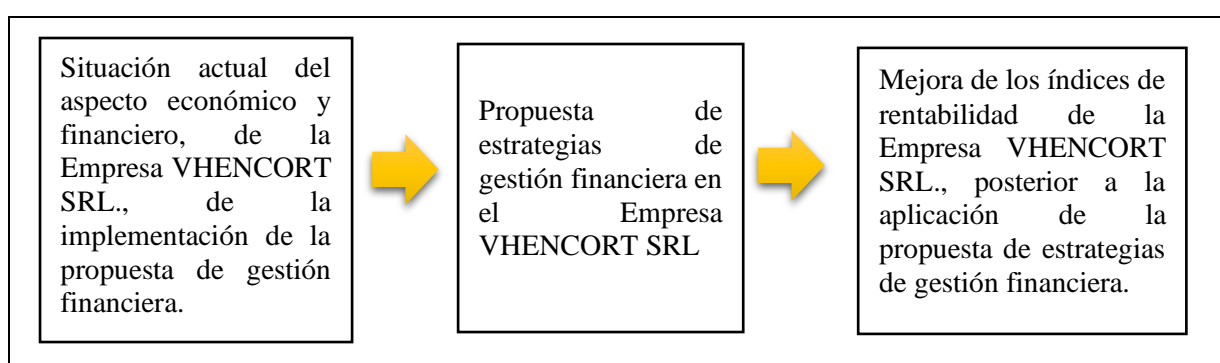 Situación actual del
aspecto económico y
financiero, de la
Empresa VHENCORT
SRL., de la
implementación de la
propuesta de gestión
financiera.
Propuesta de
estrategias de
gestión financiera en
el Empresa
VHENCORT SRL
Mejora de los índices de
rentabilidad de la
Empresa VHENCORT
SRL., posterior a la
aplicación de la
propuesta de estrategias
de gestión financiera.